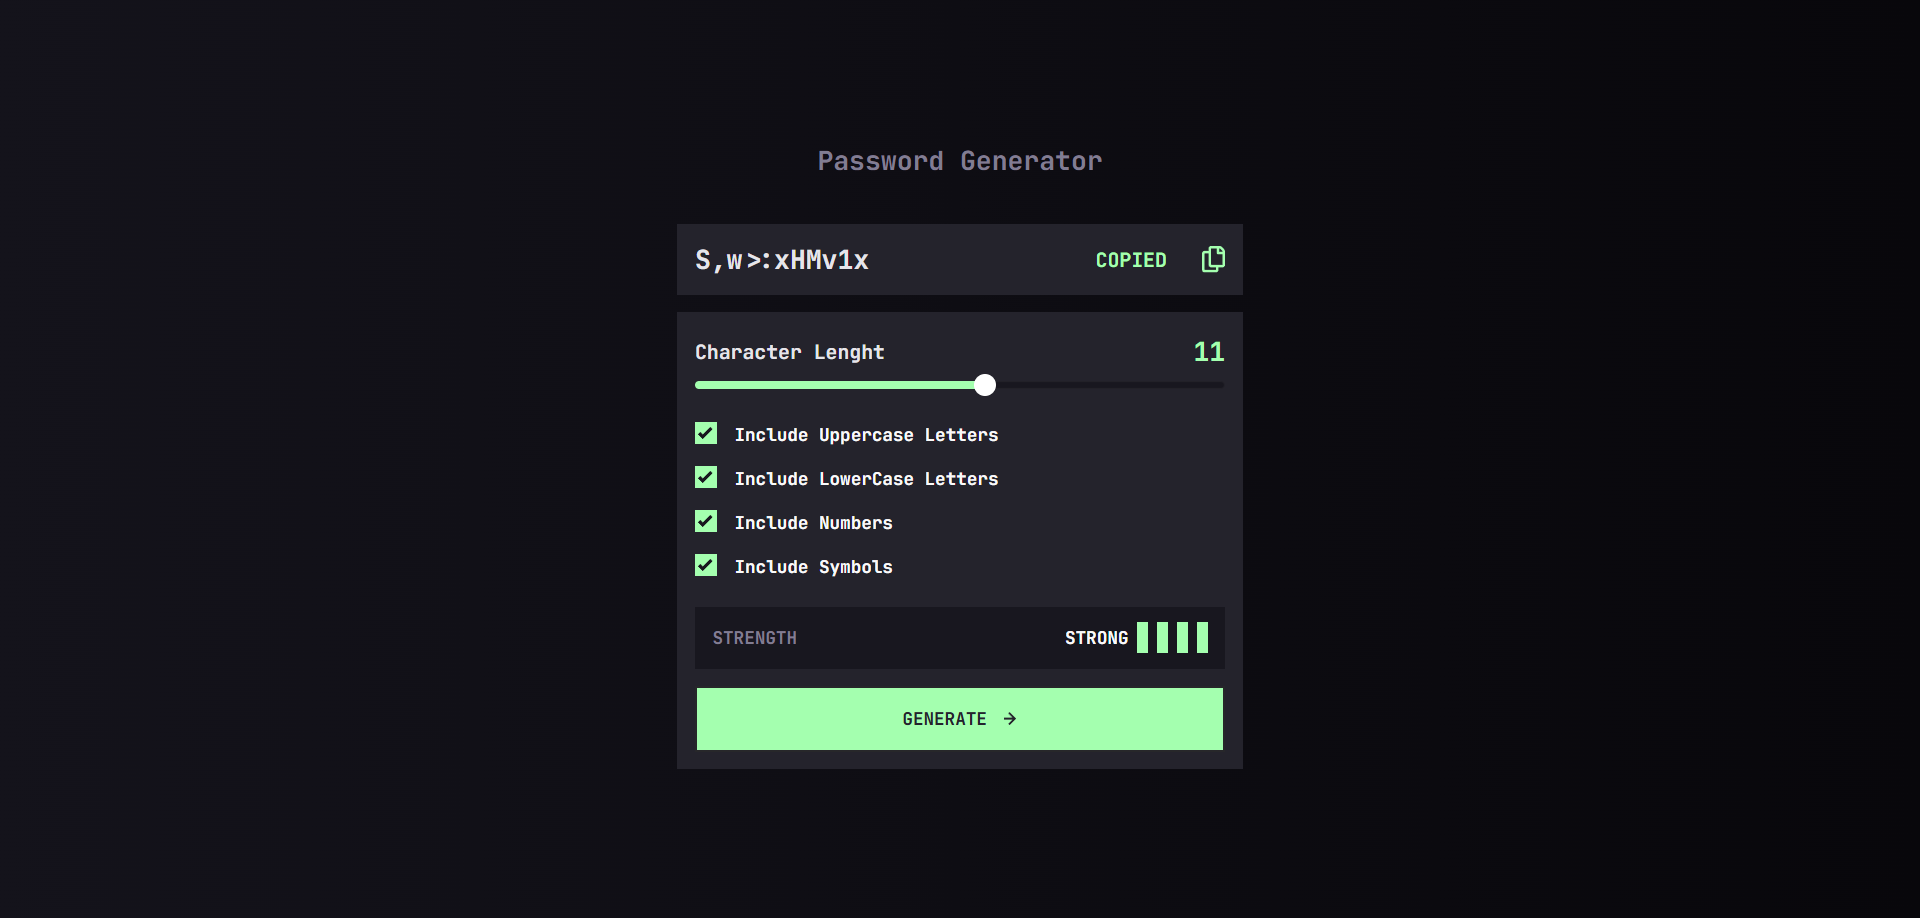 Password Generator
S,w>:xHMv1x COPIED
Character Lenght 11
Include Uppercase Letters
Include LowerCase Letters
Include Numbers
Include Symbols
STRENGTH STRONG
GENERATE →